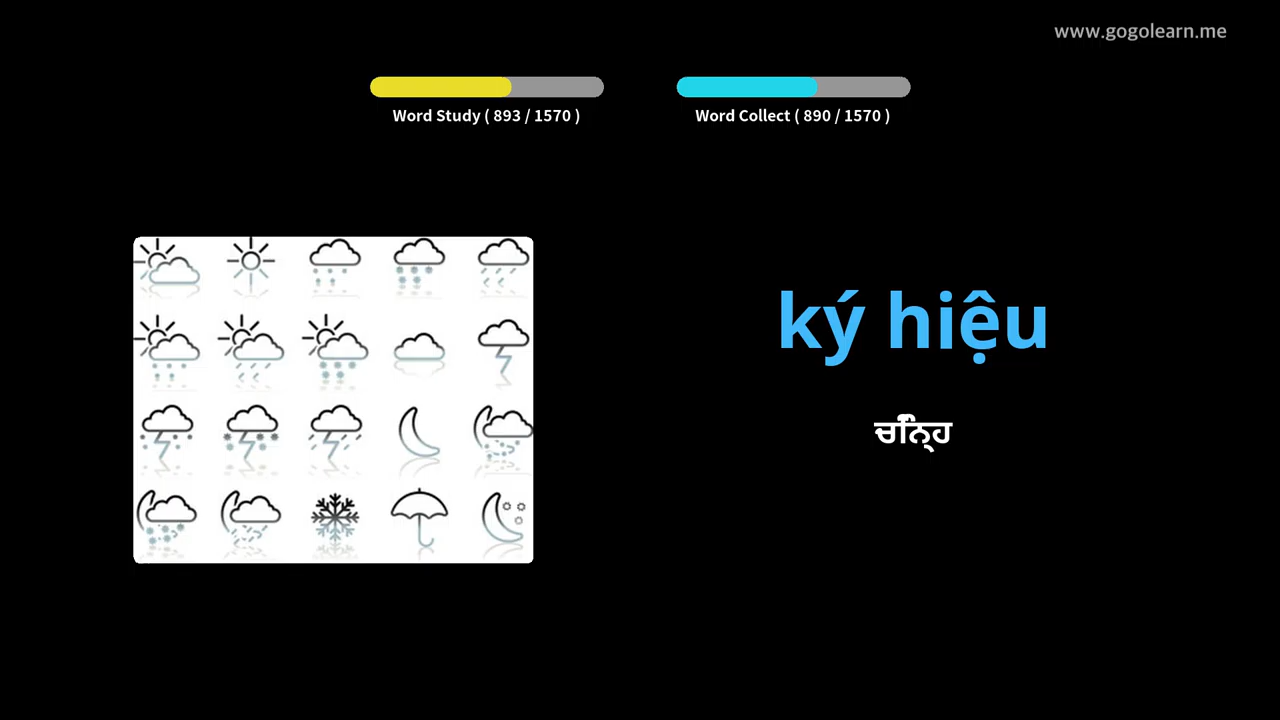 www.gogolearn.me
Word Study ( 893 / 1570 )
Word Collect ( 890 / 1570 )
ký hiệu
ਚਿੰਨ੍ਹ